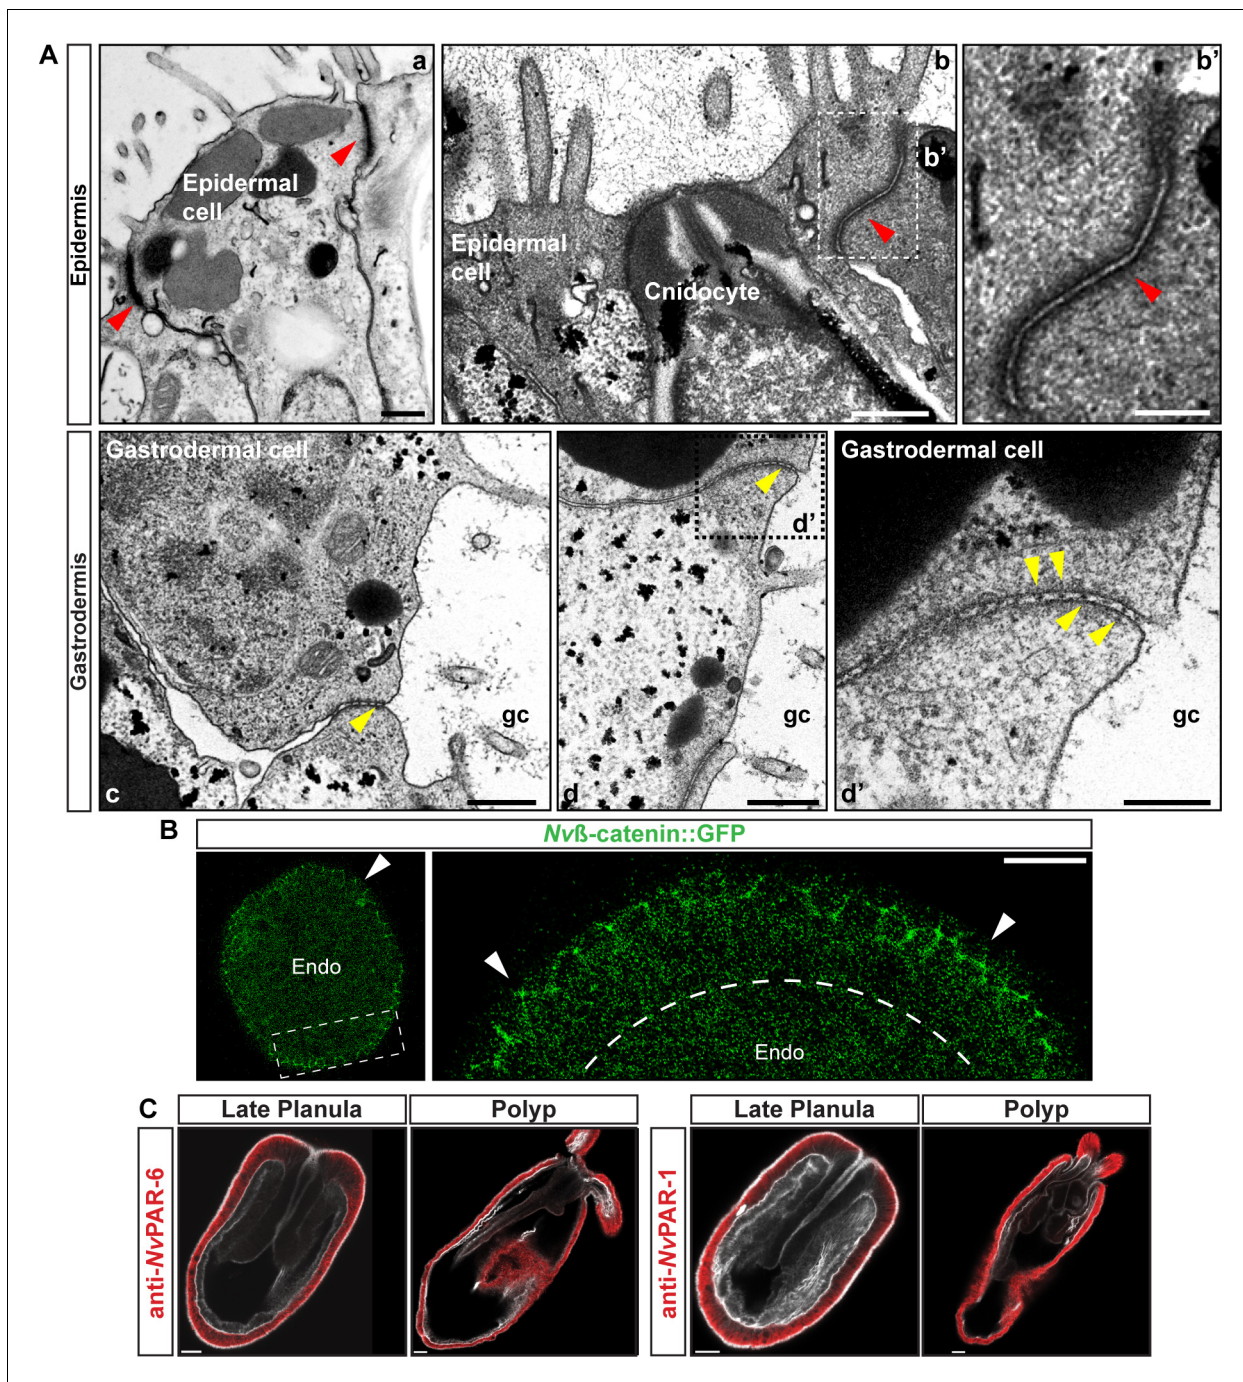 A
Epidermis
a
Epidermal
cell
b
b’
Epidermal
cell
Cnidocyte
b’
Gastrodermis
Gastrodermal cell
gc
c
d’
d
Gastrodermal cell
gc
d’
B
Nvß-catenin::GFP
Endo
Endo
C
Late Planula
Polyp
Late Planula
Polyp
anti-NvPAR-6
anti-NvPAR-1